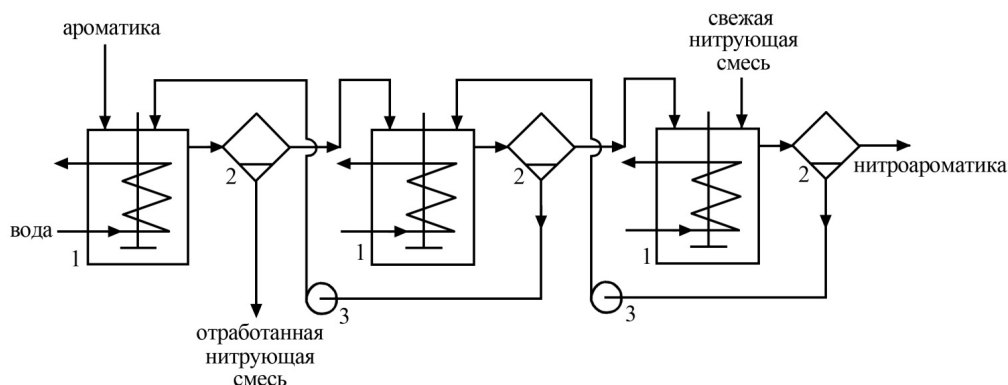 ароматика
свежая
нитрующая
смесь
2
2
2
нитроароматика
вода
1
1
1
3
3
отработанная
нитрующая
смесь